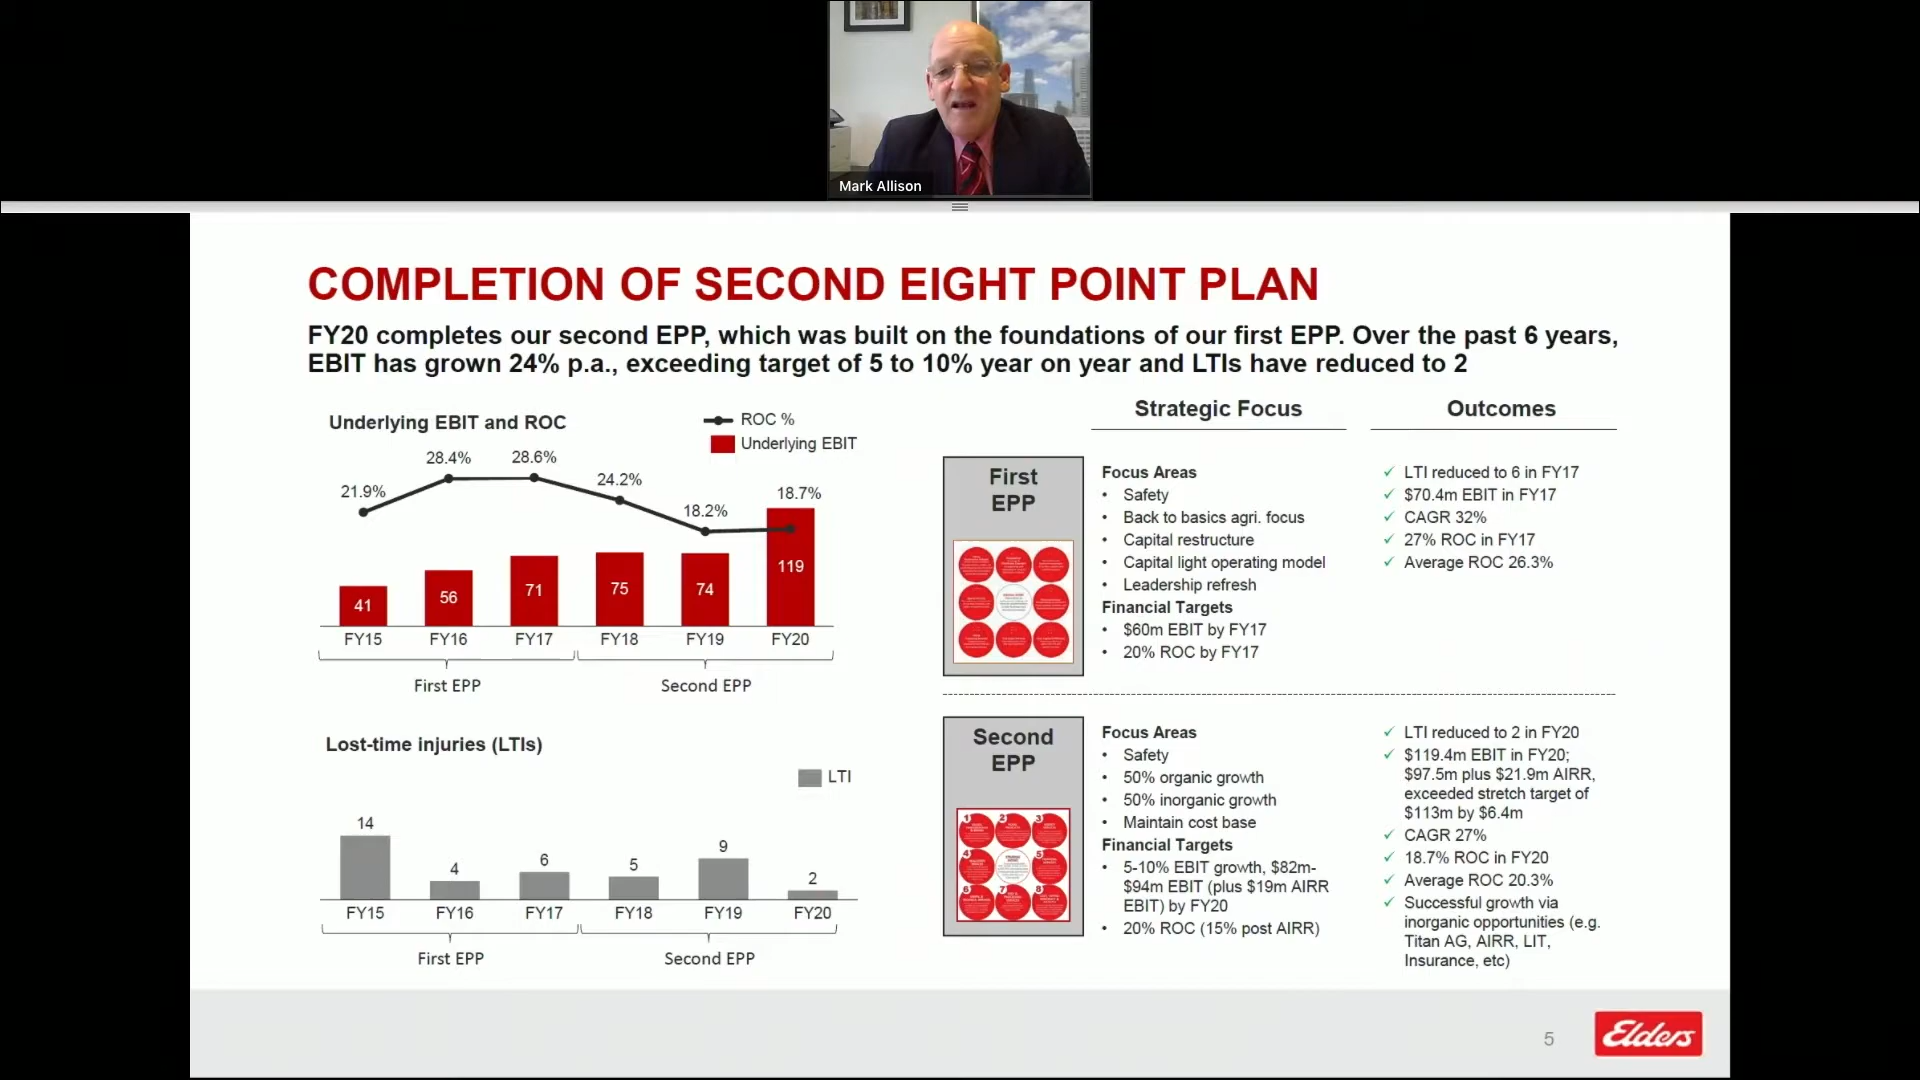 Mark Allison
COMPLETION OF SECOND EIGHT POINT PLAN
FY20 completes our second EPP, which was built on the foundations of our first EPP. Over the past 6 years,
EBIT has grown 24% p.a., exceeding target of 5 to 10% year on year and LTIs have reduced to 2
Underlying EBIT and ROC
ROC %
Underlying EBIT
21.9%
28.4%
28.6%
24.2%
18.2%
18.7%
41
56
71
75
74
119
FY15
FY16
FY17
FY18
FY19
FY20
First EPP
Second EPP
Lost-time injuries (LTIs)
LTI
14
4
6
5
9
2
FY15
FY16
FY17
FY18
FY19
FY20
First EPP
Second EPP
Strategic Focus
Outcomes
First
EPP
Focus Areas
• Safety
• Back to basics agri. focus
• Capital restructure
• Capital light operating model
• Leadership refresh
Financial Targets
• $60m EBIT by FY17
• 20% ROC by FY17
✓ LTI reduced to 6 in FY17
✓ $70.4m EBIT in FY17
✓ CAGR 32%
✓ 27% ROC in FY17
✓ Average ROC 26.3%
Second
EPP
1
2
3
4
5
6
7
8
Focus Areas
• Safety
• 50% organic growth
• 50% inorganic growth
• Maintain cost base
Financial Targets
• 5-10% EBIT growth, $82m-
$94m EBIT (plus $19m AIRR
EBIT) by FY20
• 20% ROC (15% post AIRR)
✓ LTI reduced to 2 in FY20
✓ $119.4m EBIT in FY20;
$97.5m plus $21.9m AIRR,
exceeded stretch target of
$113m by $6.4m
✓ CAGR 27%
✓ 18.7% ROC in FY20
✓ Average ROC 20.3%
✓ Successful growth via
inorganic opportunities (e.g.
Titan AG, AIRR, LIT,
Insurance, etc)
5
Elders